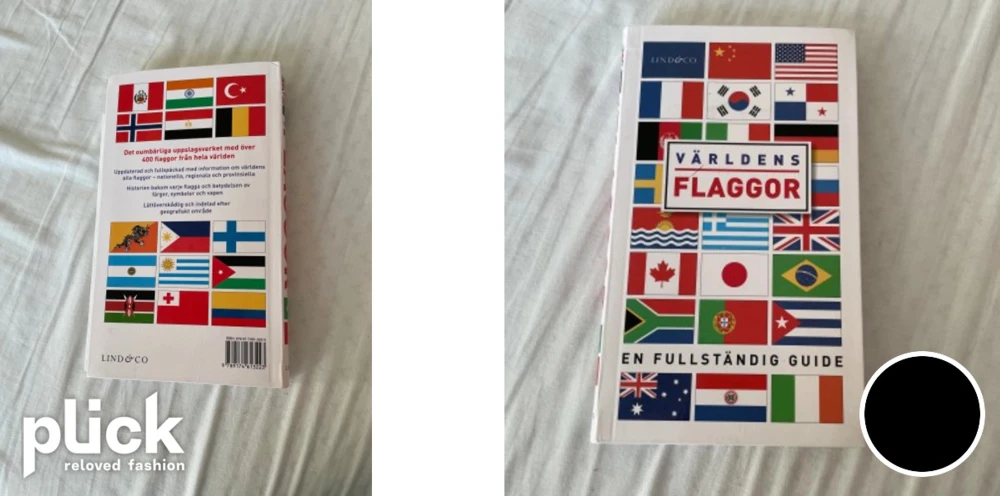 Det oumbärliga uppslagsverket med över
400 flaggor från hela världen
Uppdaterad och fullspäckad med information om världens
alla flaggor – nationella, regionala och provinsiella
Historien bakom varje flagga och betydelsen av
färger, symboler och vapen
Lättöverskådlig och indelad efter
geografiskt område
LIND&CO
plick
reloved fashion
LIND&CO
VÄRLDENS
FLAGGOR
EN FULLSTÄNDIG GUIDE